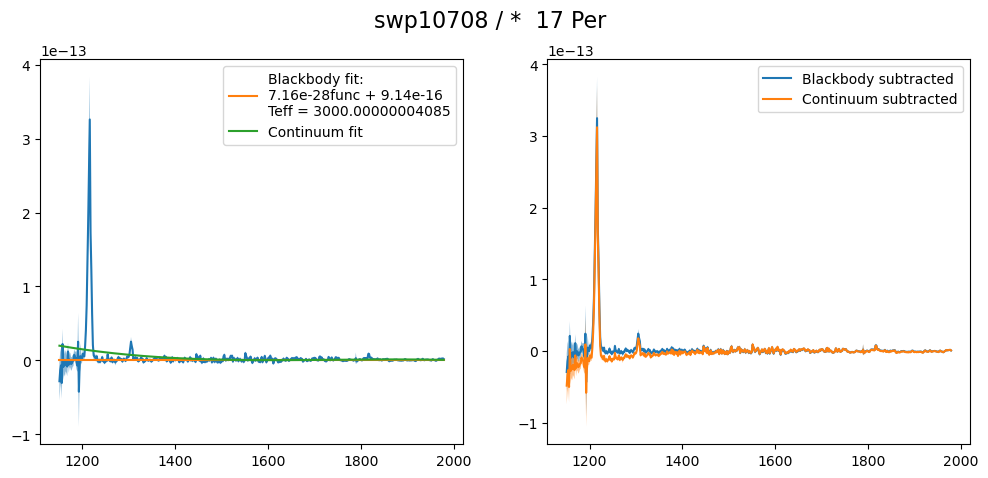 swp10708 / *  17 Per
1e−13
4
3
2
1
0
−1
1200
1400
1600
1800
2000
Blackbody fit:
7.16e-28func + 9.14e-16
Teff = 3000.00000004085
Continuum fit
1e−13
4
3
2
1
0
−1
1200
1400
1600
1800
2000
Blackbody subtracted
Continuum subtracted